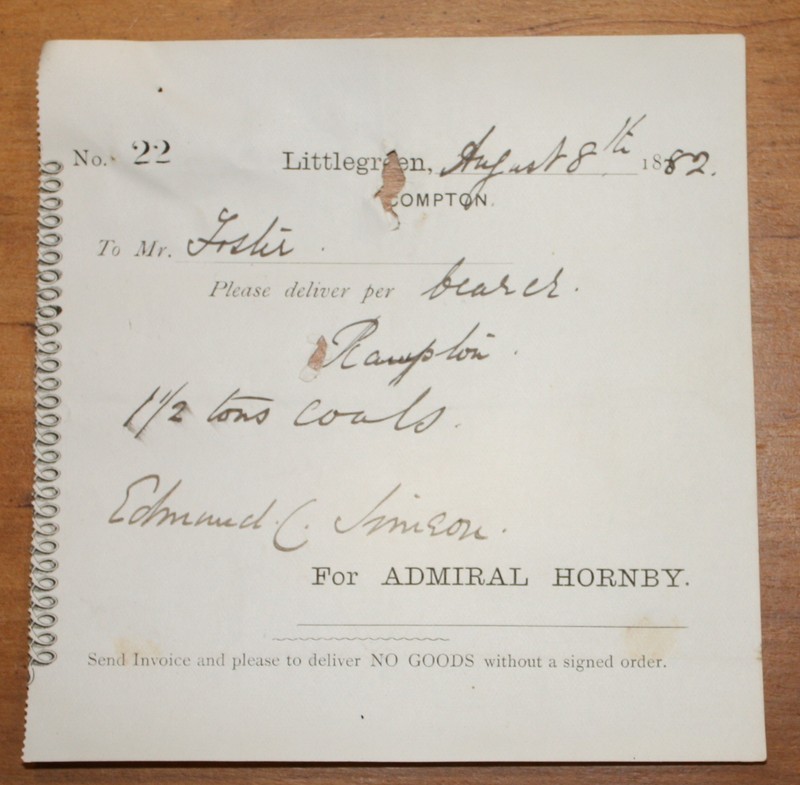 No. 22
Littlegreen, August 8th 1882.
COMPTON.
To Mr. Foster.
Please deliver per bearer.
Rampton.
1 1/2 tons coals.
Edmund. C. Simeon.
For ADMIRAL HORNBY.
Send Invoice and please to deliver NO GOODS without a signed order.